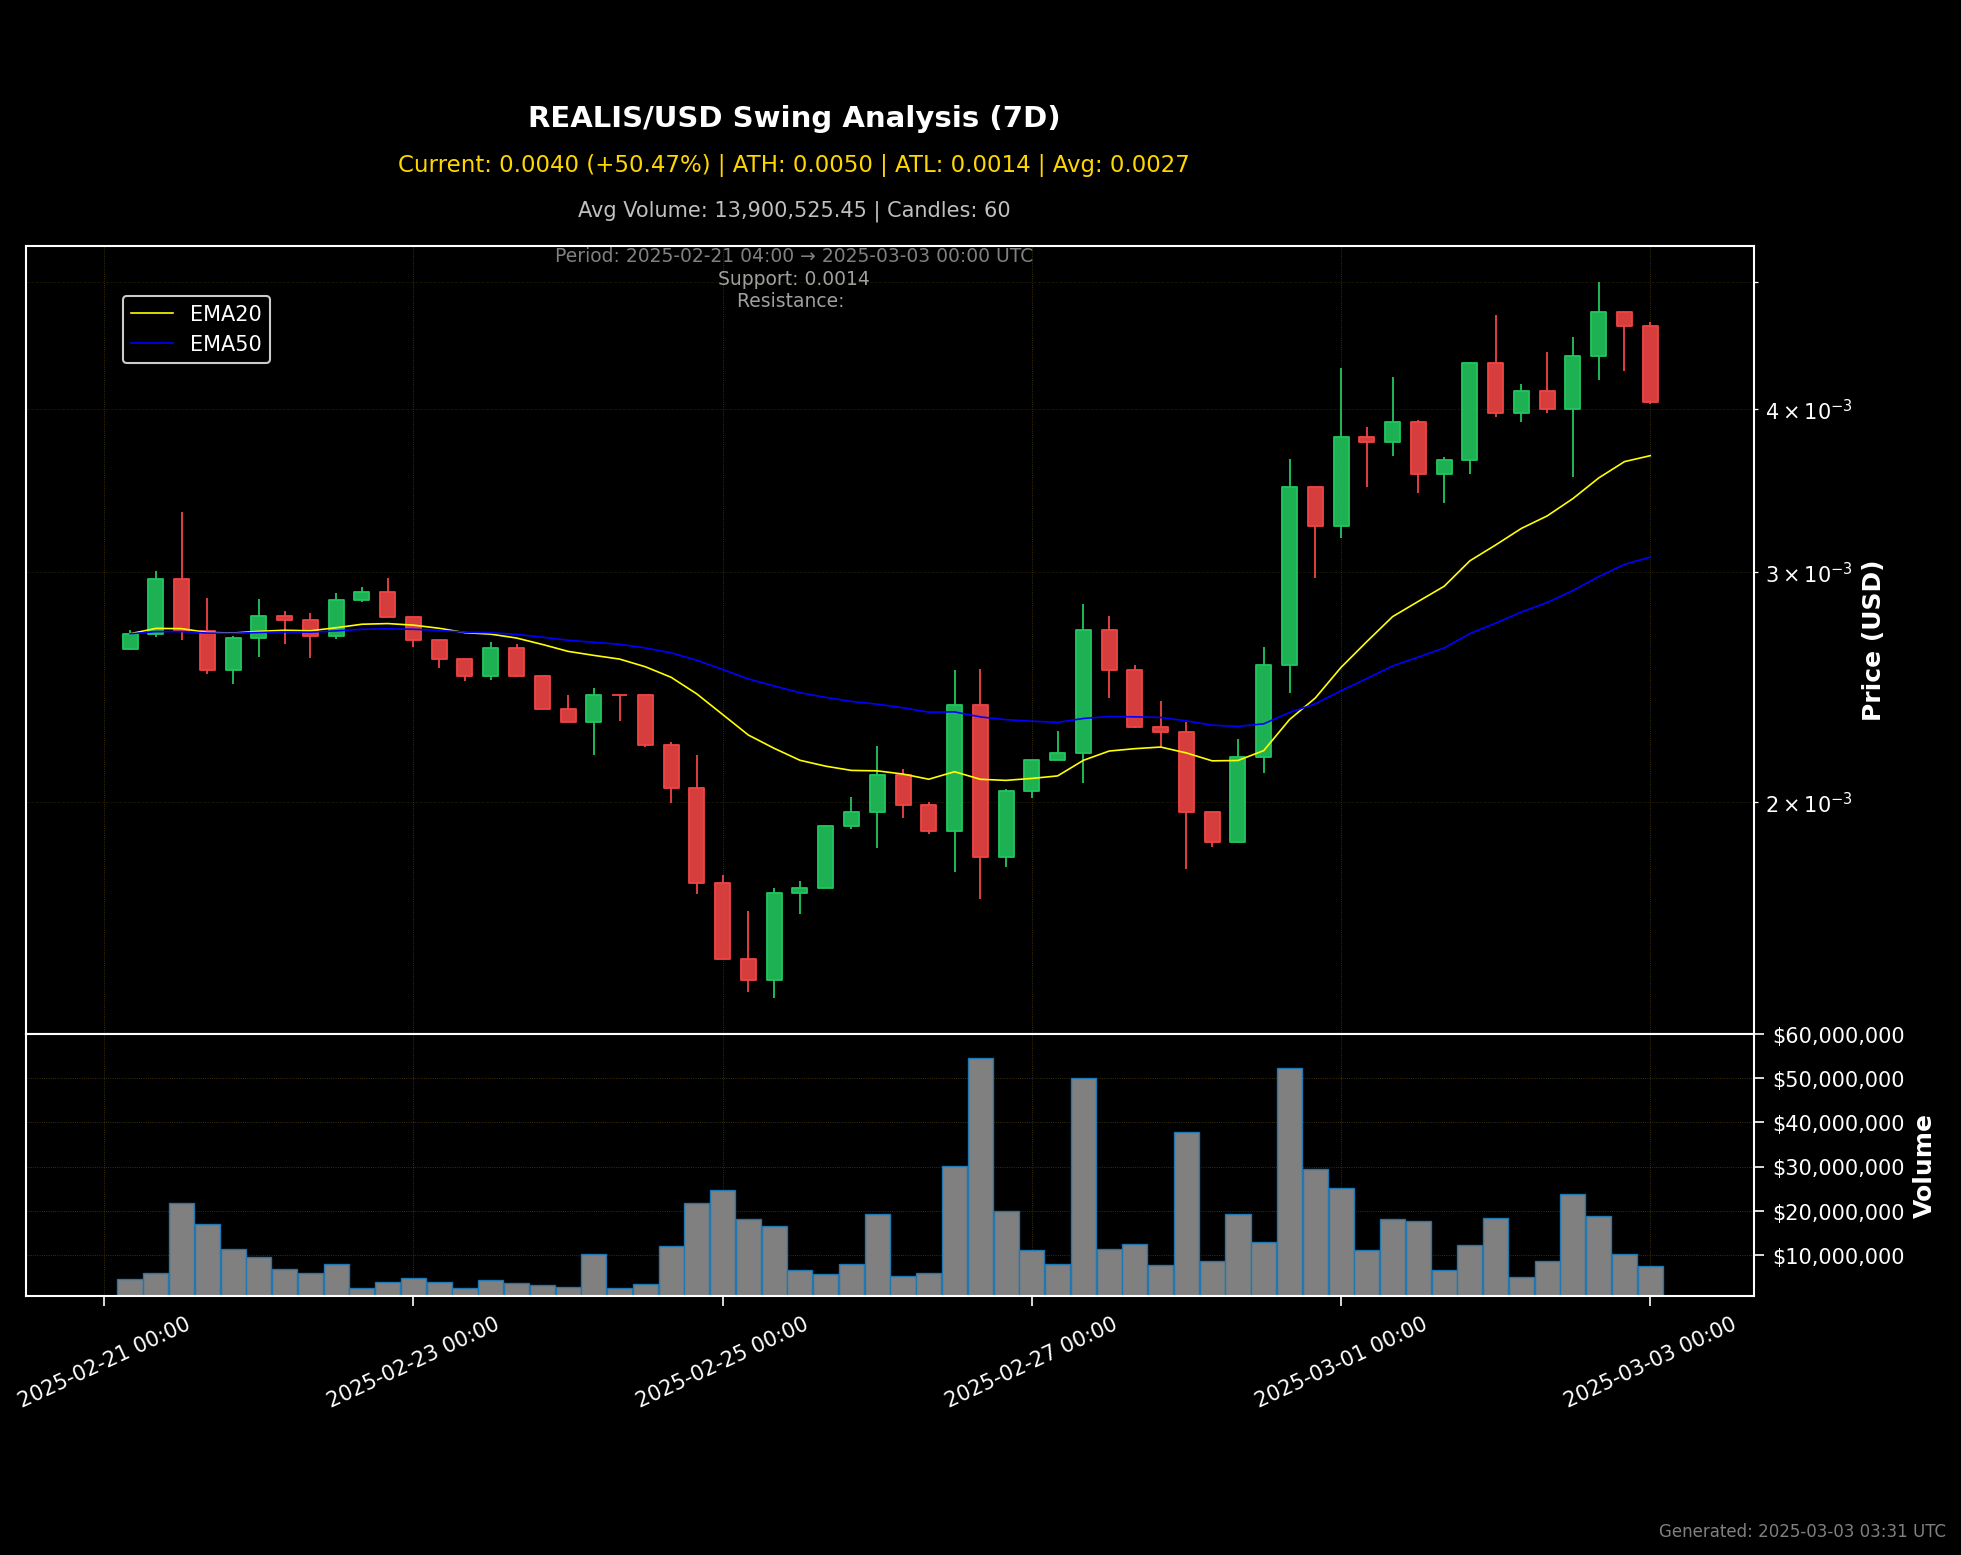 REALIS/USD Swing Analysis (7D)
Current: 0.0040 (+50.47%) | ATH: 0.0050 | ATL: 0.0014 | Avg: 0.0027
Avg Volume: 13,900,525.45 | Candles: 60
Period: 2025-02-21 04:00 → 2025-03-03 00:00 UTC
Support: 0.0014
Resistance:
EMA20
EMA50
4 × 10⁻³
3 × 10⁻³
2 × 10⁻³
Price (USD)
$60,000,000
$50,000,000
$40,000,000
$30,000,000
$20,000,000
$10,000,000
Volume
2025-02-21 00:00
2025-02-23 00:00
2025-02-25 00:00
2025-02-27 00:00
2025-03-01 00:00
2025-03-03 00:00
Generated: 2025-03-03 03:31 UTC